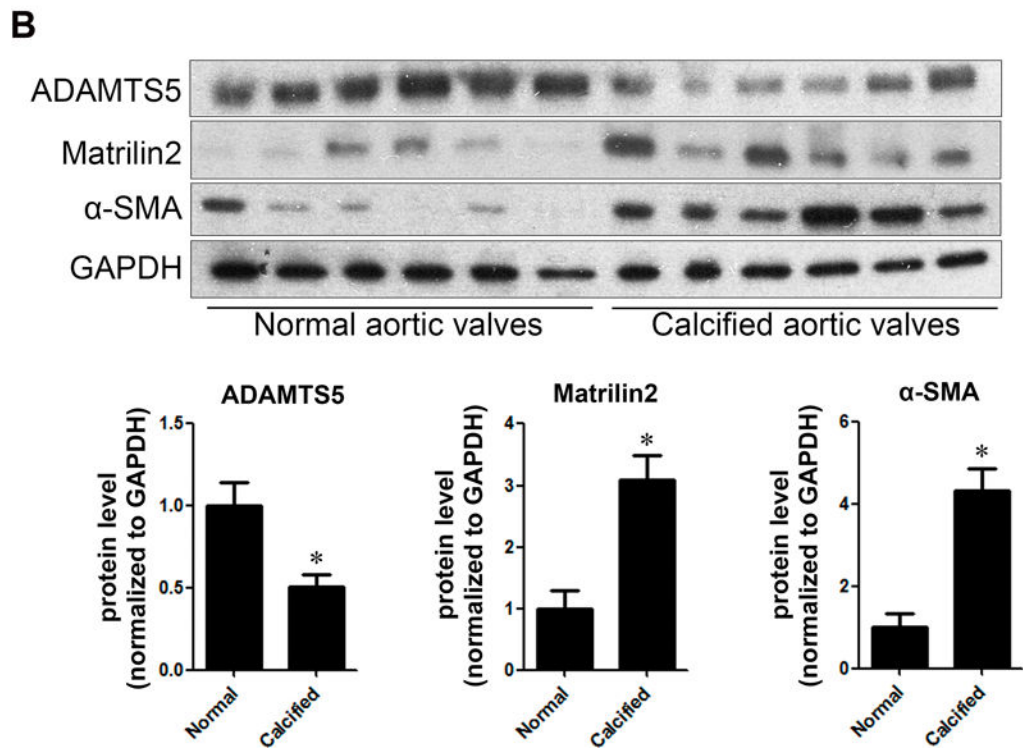 B
ADAMTS5
Matrilin2
α-SMA
GAPDH
Normal aortic valves Calcified aortic valves
ADAMTS5
protein level
(normalized to GAPDH)
1.5
1.0
0.5
0.0
*
Normal
Calcified
Matrilin2
protein level
(normalized to GAPDH)
4
3
2
1
0
*
Normal
Calcified
α-SMA
protein level
(normalized to GAPDH)
6
4
2
0
*
Normal
Calcified